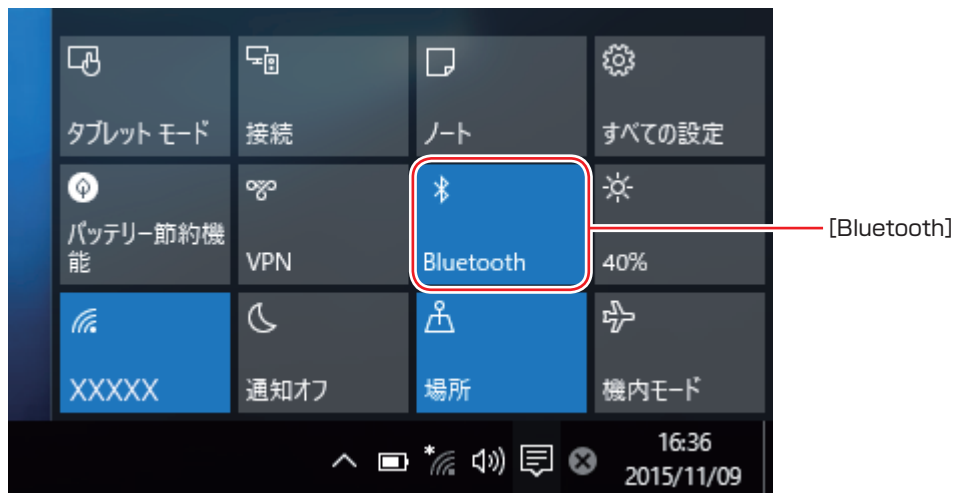 タブレット モード
接続
ノート
すべての設定
バッテリー節約機
能
VPN
Bluetooth
40%
[Bluetooth]
XXXXX
通知オフ
場所
機内モード
16:36
2015/11/09